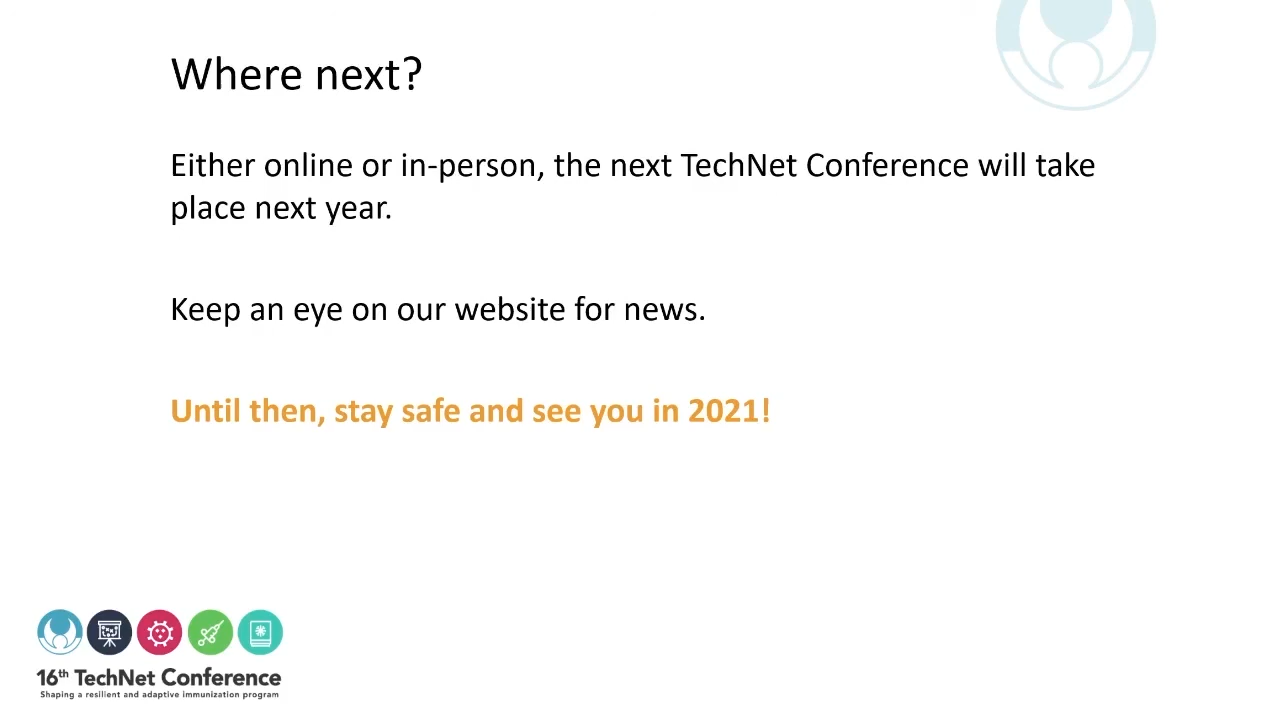 Where next?
Either online or in-person, the next TechNet Conference will take
place next year.
Keep an eye on our website for news.
Until then, stay safe and see you in 2021!
16th TechNet Conference
Shaping a resilient and adaptive immunization program